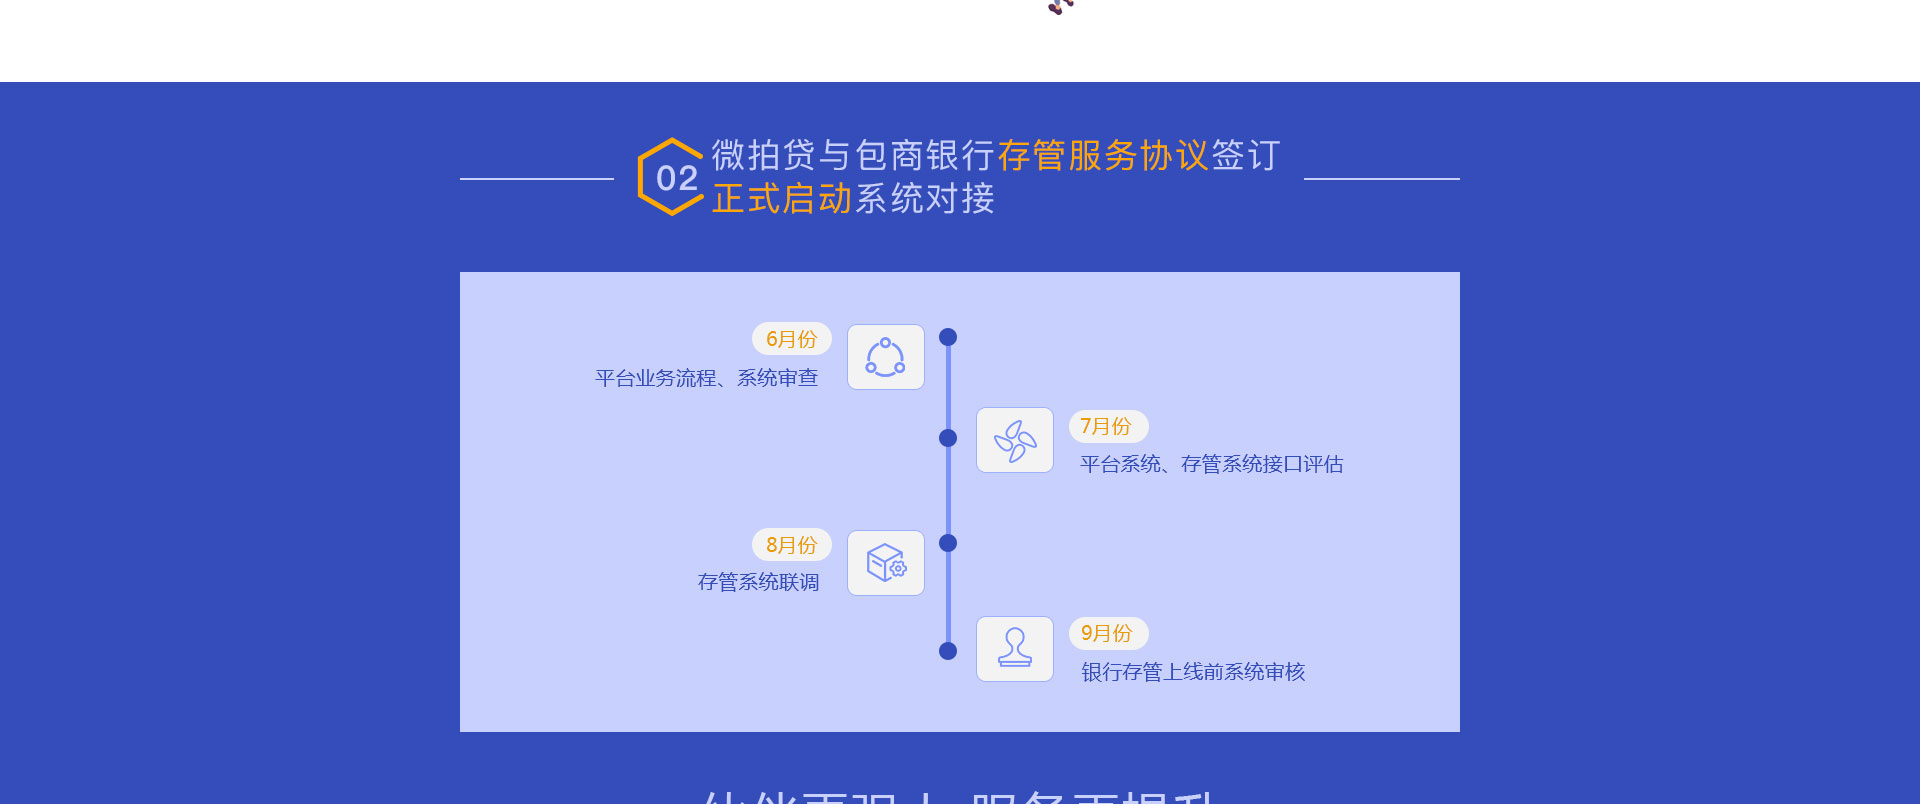 02
微拍贷与包商银行存管服务协议签订
正式启动系统对接
6月份
平台业务流程、系统审查
7月份
平台系统、存管系统接口评估
8月份
存管系统联调
9月份
银行存管上线前系统审核